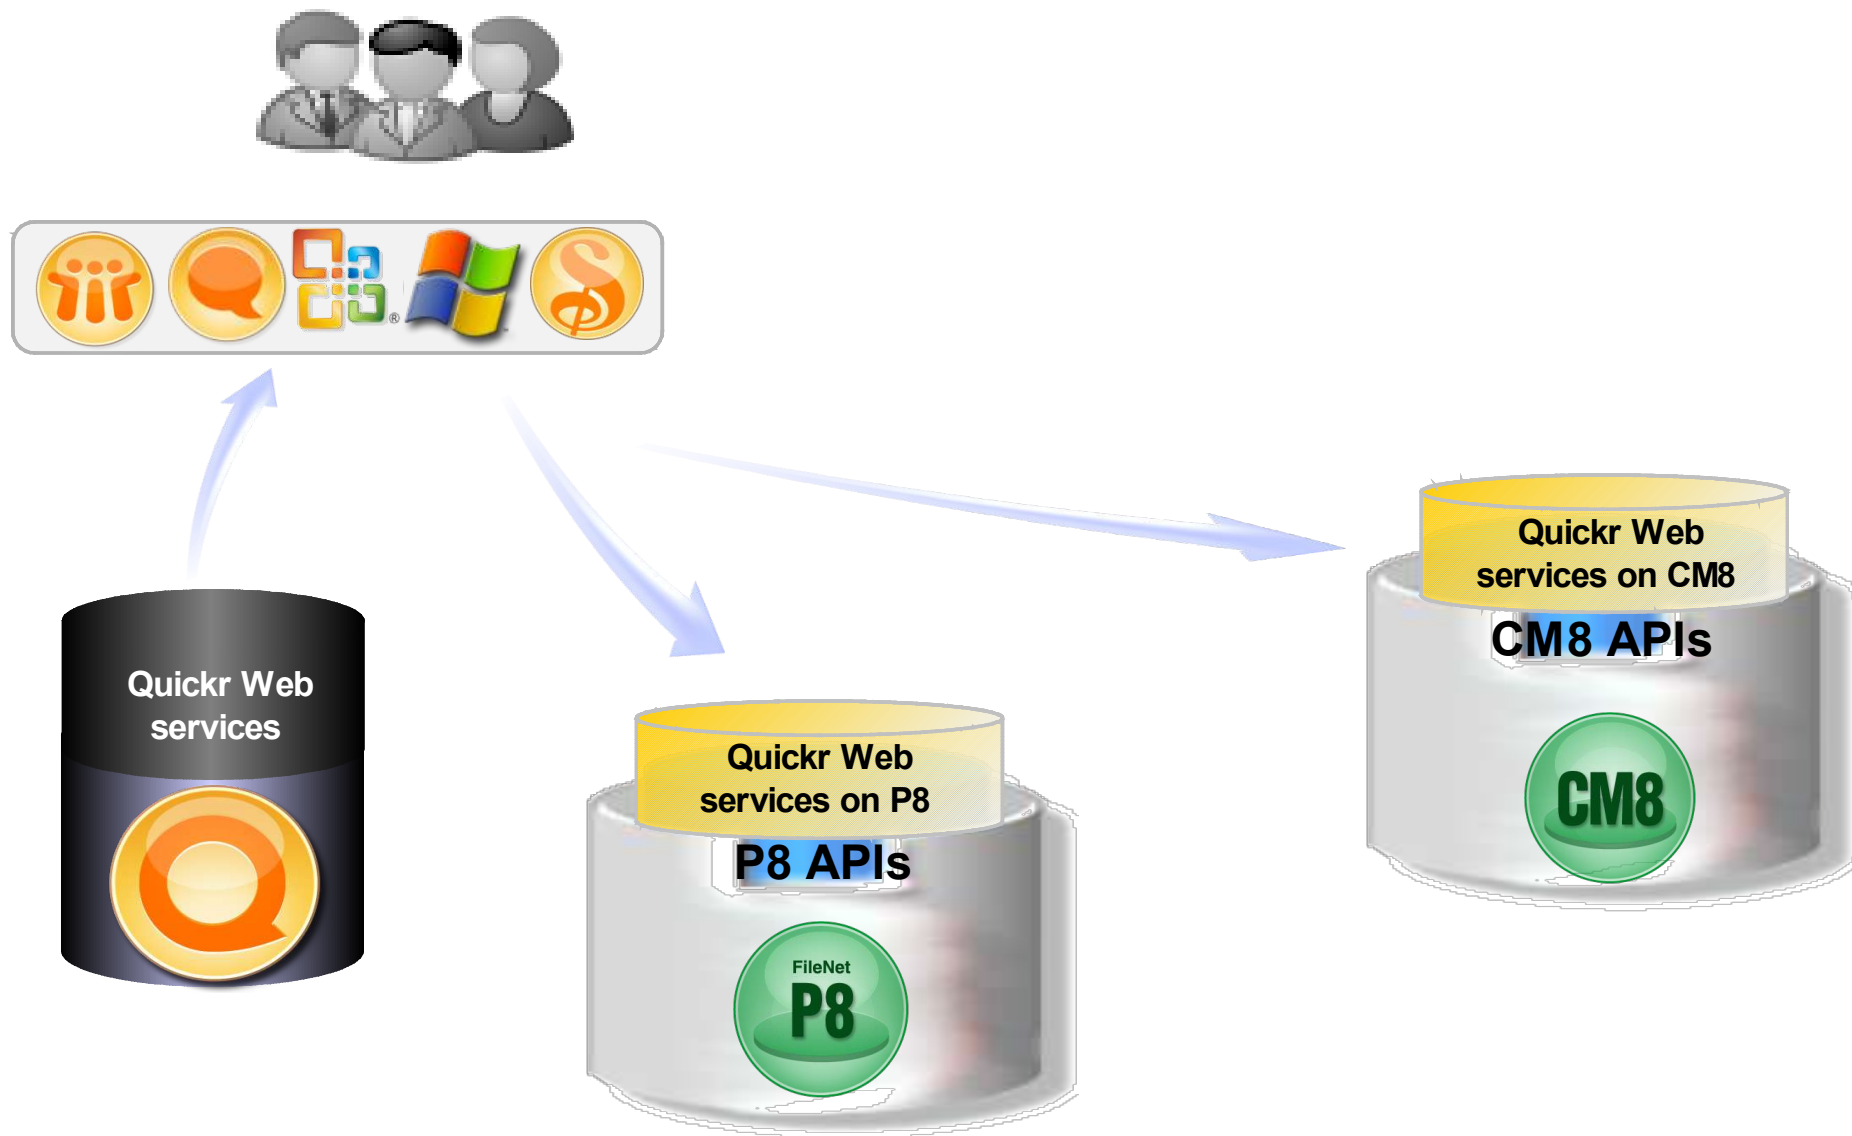 ®
Quickr Web
services on CM8
CM8 APIs
CM8
Quickr Web
services
Quickr Web
services on P8
P8 APIs
FileNet
P8